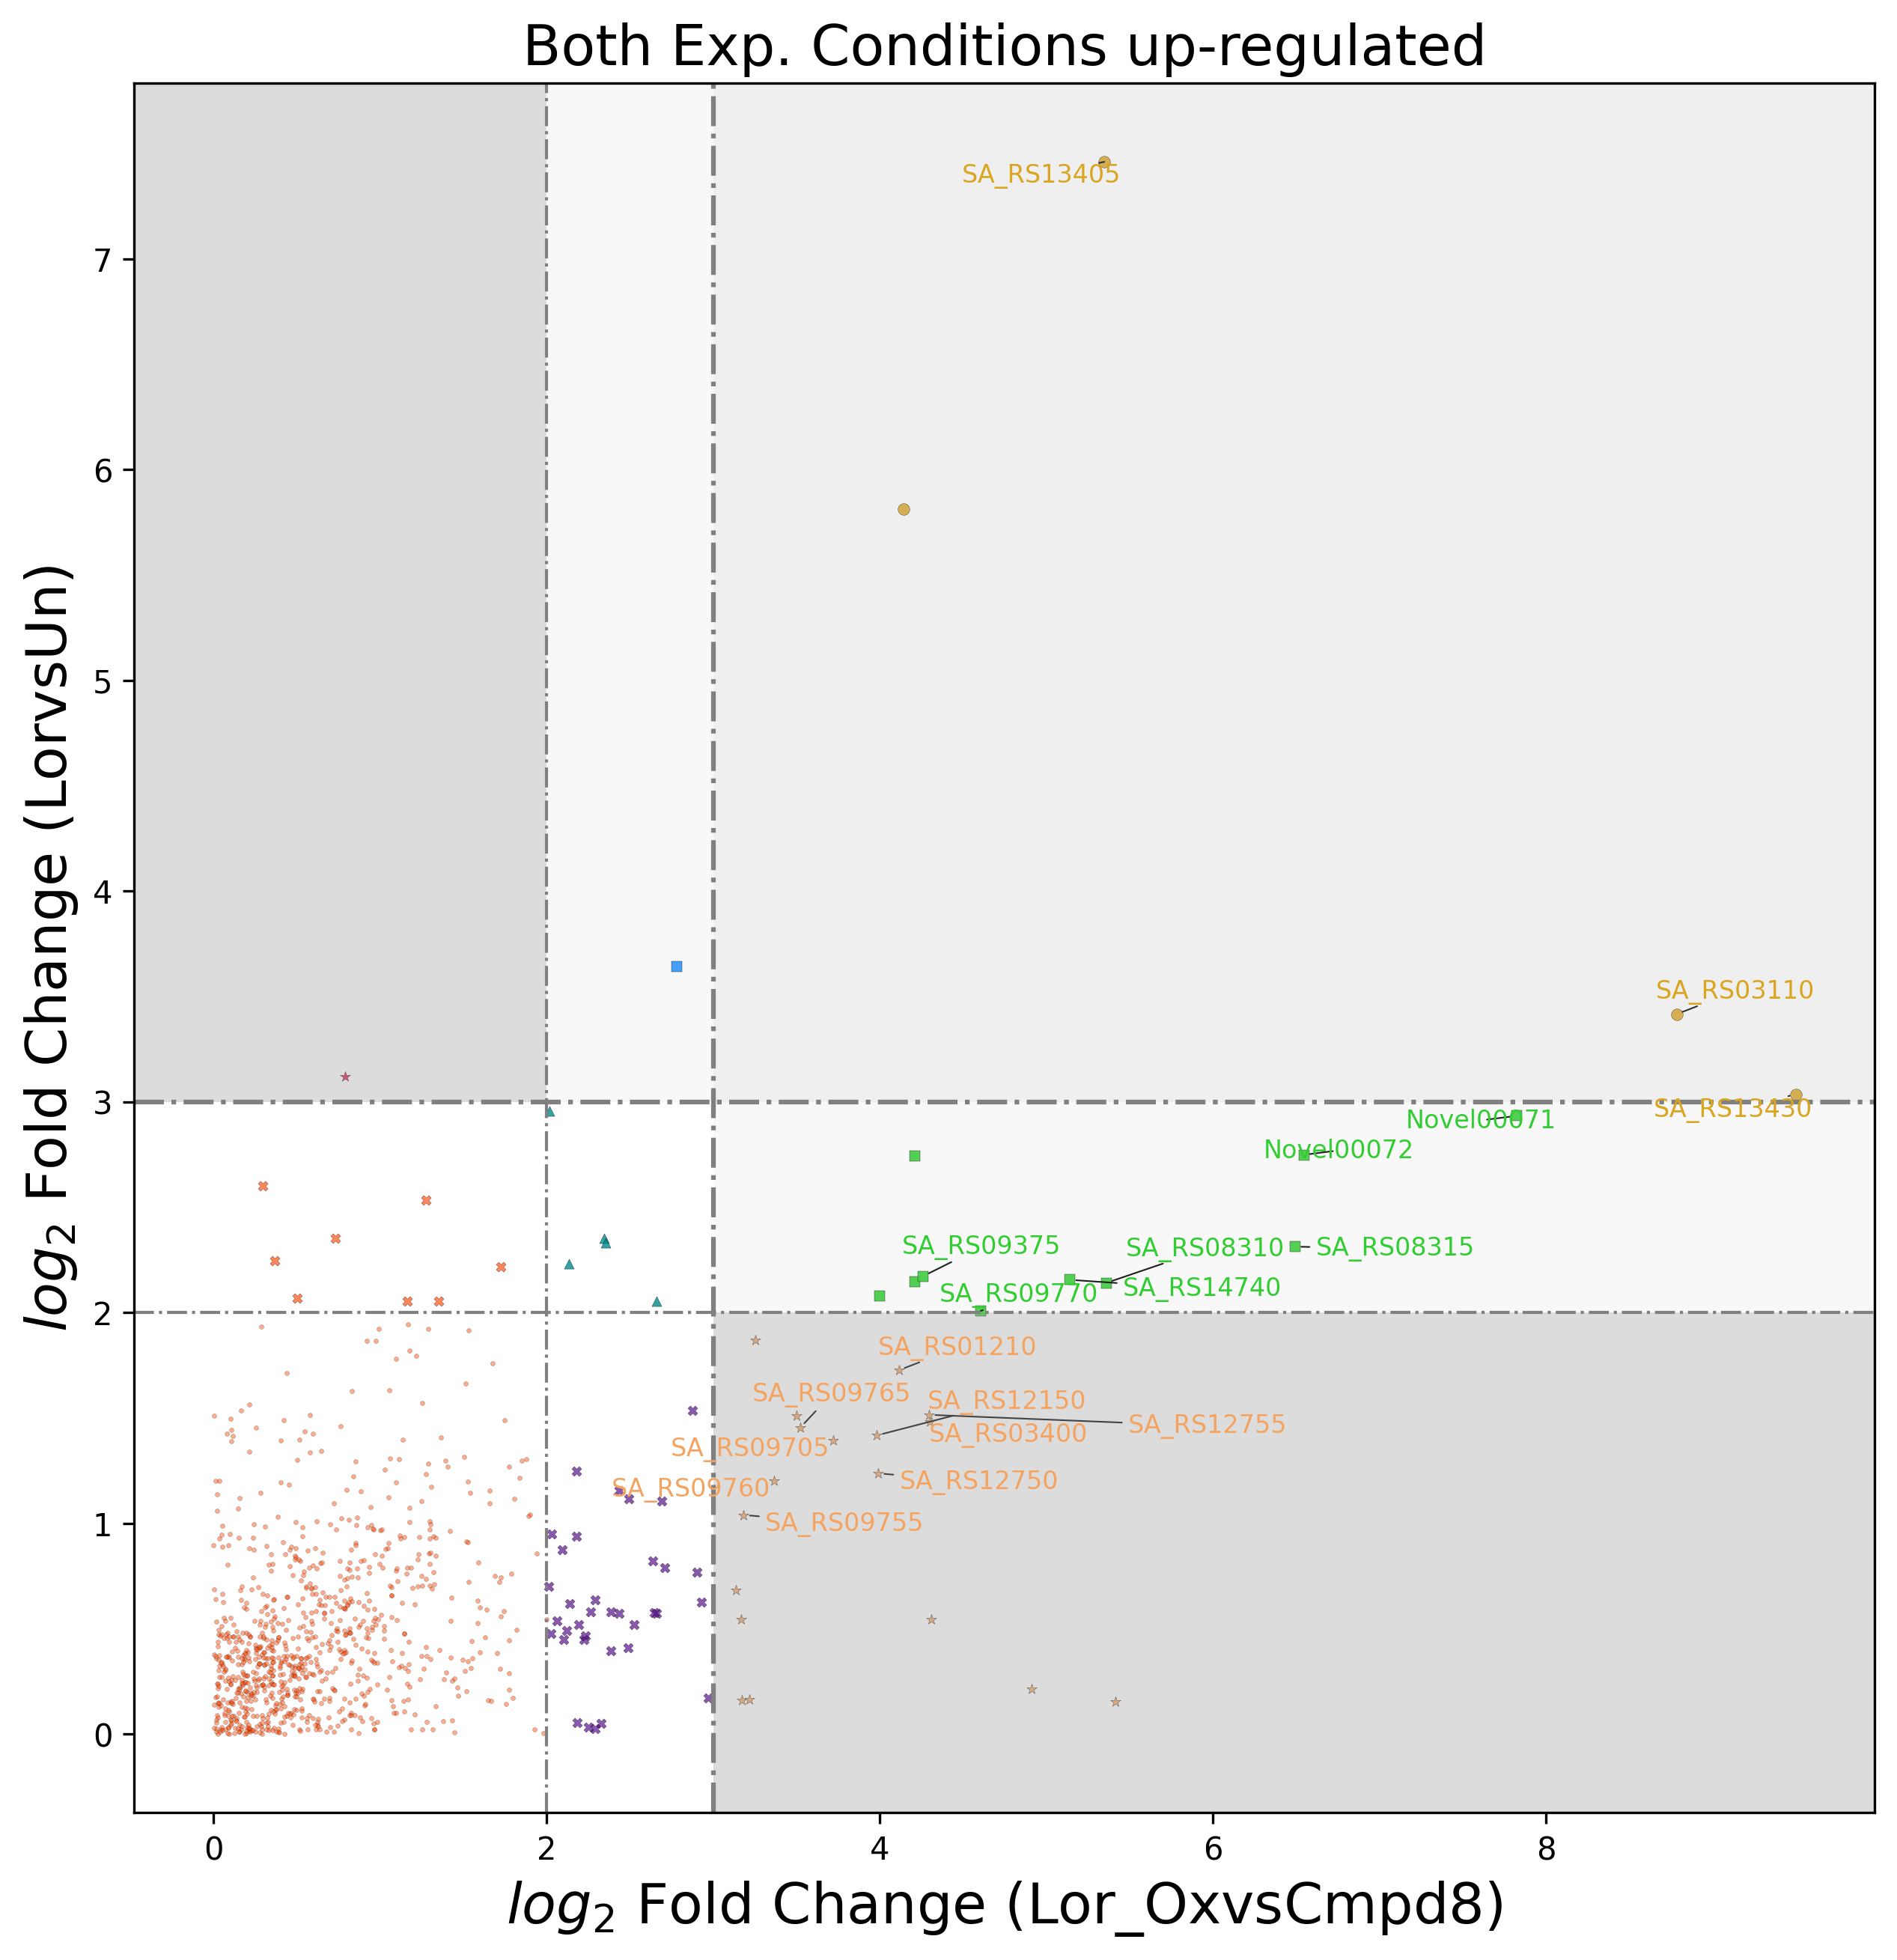 Both Exp. Conditions up-regulated
log2 Fold Change (LorvsUn)
7
6
5
4
3
2
1
0
SA_RS13405
SA_RS03110
SA_RS13430
Novel00071
Novel00072
SA_RS09375
SA_RS08310
SA_RS08315
SA_RS09770
SA_RS14740
SA_RS01210
SA_RS09765
SA_RS12150
SA_RS12755
SA_RS03400
SA_RS09705
SA_RS09760
SA_RS12750
SA_RS09755
0
2
4
6
8
log2 Fold Change (Lor_OxvsCmpd8)